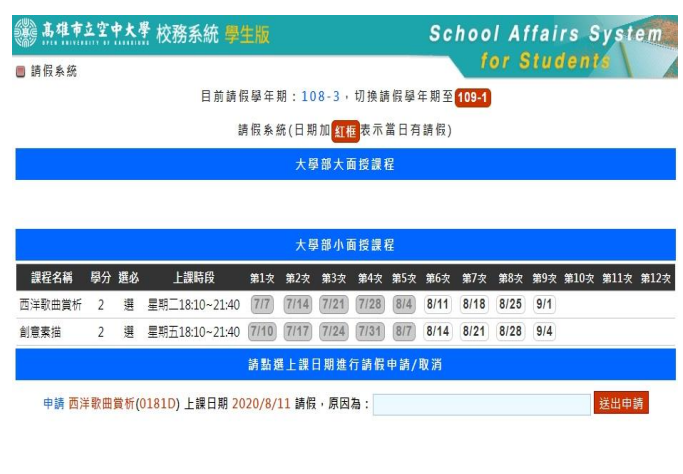 高雄市立空中大學 校務系統 學生版
OPEN UNIVERSITY OF KAOHSIUNG
School Affairs System
for Students
請假系統
目前請假學年期：108-3，切換請假學年期至 109-1
請假系統(日期加 紅框 表示當日有請假)
大學部大面授課程
大學部小面授課程
課程名稱 學分 選必 上課時段 第1次 第2次 第3次 第4次 第5次 第6次 第7次 第8次 第9次 第10次 第11次 第12次
西洋歌曲賞析 2 選 星期二18:10~21:40 7/7 7/14 7/21 7/28 8/4 8/11 8/18 8/25 9/1
創意素描 2 選 星期五18:10~21:40 7/10 7/17 7/24 7/31 8/7 8/14 8/21 8/28 9/4
請點選上課日期進行請假申請/取消
申請 西洋歌曲賞析(0181D) 上課日期 2020/8/11 請假，原因為： 送出申請